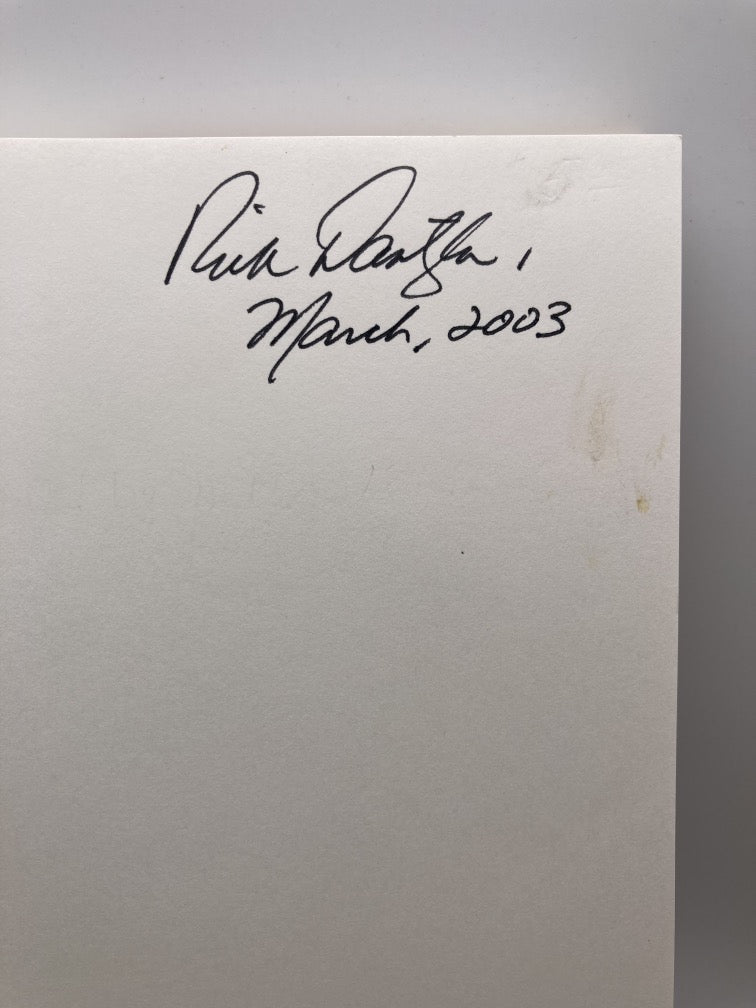 Rick Dantzler,
March, 2003